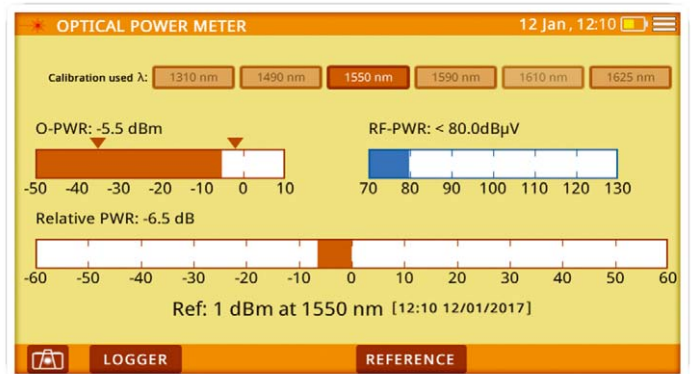 OPTICAL POWER METER 12 Jan, 12:10
Calibration used λ: 1310 nm 1490 nm 1550 nm 1590 nm 1610 nm 1625 nm
O-PWR: -5.5 dBm RF-PWR: < 80.0dBµV
-50 -40 -30 -20 -10 0 10 70 80 90 100 110 120 130
Relative PWR: -6.5 dB
-60 -50 -40 -30 -20 -10 0 10 20 30 40 50 60
Ref: 1 dBm at 1550 nm [12:10 12/01/2017]
LOGGER REFERENCE